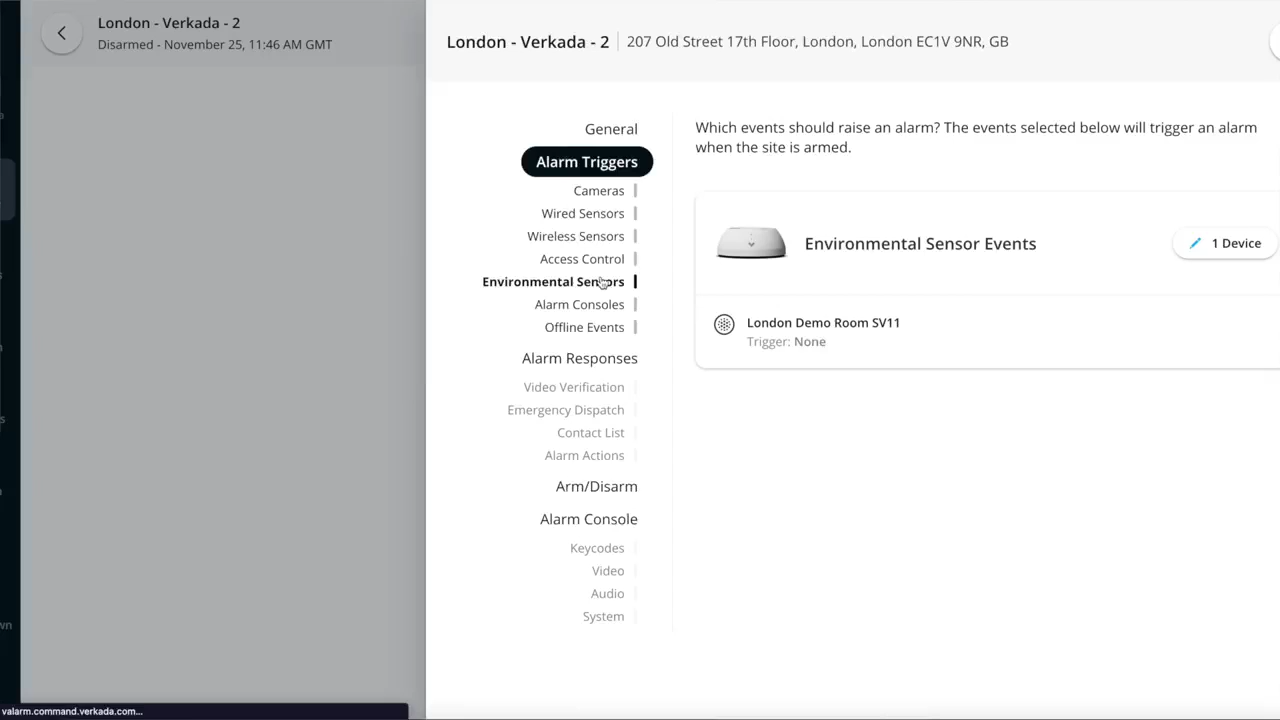 London - Verkada - 2
Disarmed - November 25, 11:46 AM GMT
London - Verkada - 2
207 Old Street 17th Floor, London, London EC1V 9NR, GB
General
Alarm Triggers
Cameras
Wired Sensors
Wireless Sensors
Access Control
Environmental Sensors
Alarm Consoles
Offline Events
Alarm Responses
Video Verification
Emergency Dispatch
Contact List
Alarm Actions
Arm/Disarm
Alarm Console
Keycodes
Video
Audio
System
Which events should raise an alarm? The events selected below will trigger an alarm
when the site is armed.
Environmental Sensor Events
1 Device
London Demo Room SV11
Trigger: None
valarm.command.verkada.com...